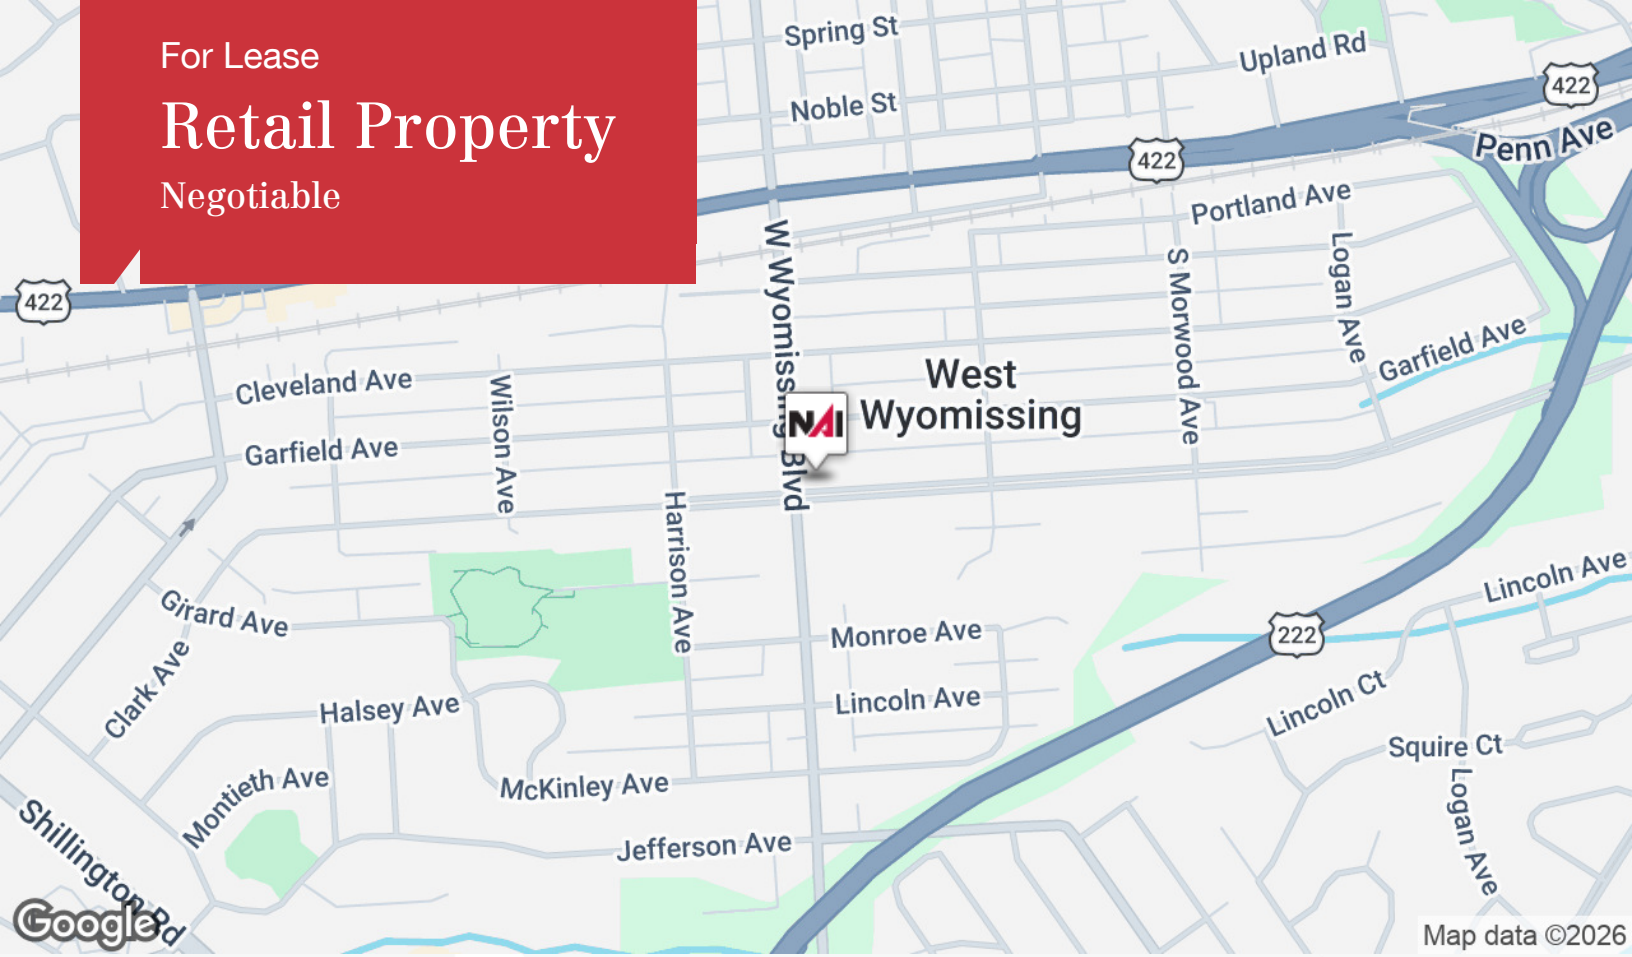 For Lease
Retail Property
Negotiable
Spring St
Upland Rd
422
Noble St
Penn Ave
422
Portland Ave
W Wyomissing Blvd
S Morwood Ave
Logan Ave
422
Garfield Ave
West
Wyomissing
Cleveland Ave
Wilson Ave
NAI
Garfield Ave
Harrison Ave
Lincoln Ave
Girard Ave
222
Monroe Ave
Clark Ave
Lincoln Ave
Lincoln Ct
Halsey Ave
Squire Ct
McKinley Ave
Montieth Ave
Logan Ave
Shillington Rd
Jefferson Ave
Google
Map data ©2026